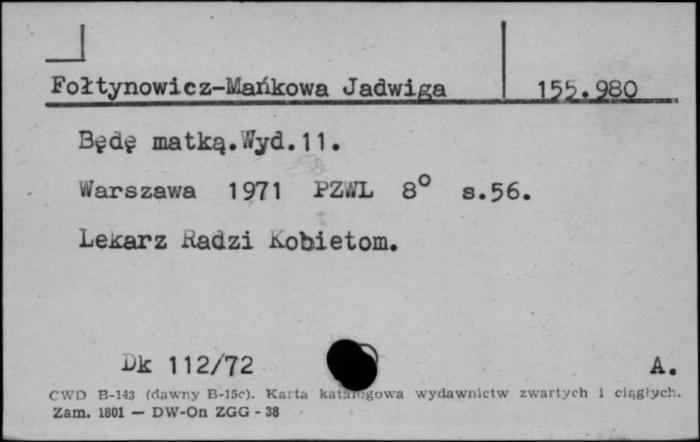 Fołtynowicz-Mańkowa Jadwiga 155.980
Będę matką.Wyd.11.
Warszawa 1971 PZWL 8° s.56.
Lekarz Radzi Kobietom.
Dk 112/72 A.
CWD B-143 (dawny B-15c). Karta katalogowa wydawnictw zwartych i ciągłych.
Zam. 1801 — DW-On ZGG - 38